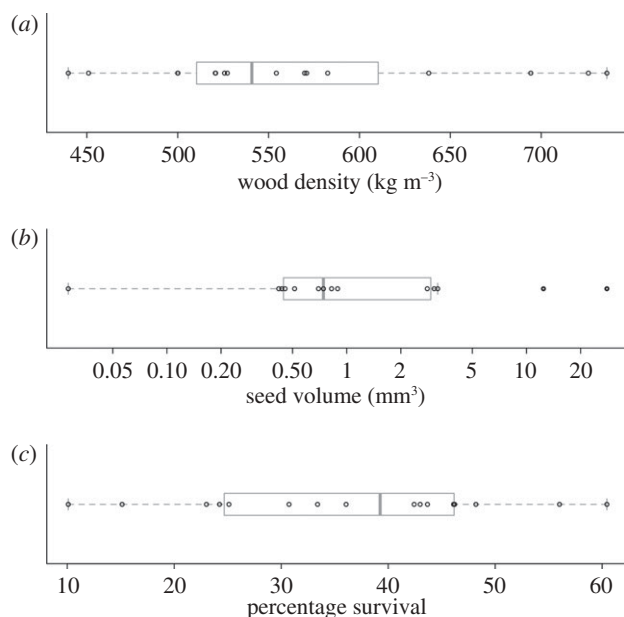 (a)
450 500 550 600 650 700
wood density (kg m⁻³)
(b)
0.05 0.10 0.20 0.50 1 2 5 10 20
seed volume (mm³)
(c)
10 20 30 40 50 60
percentage survival